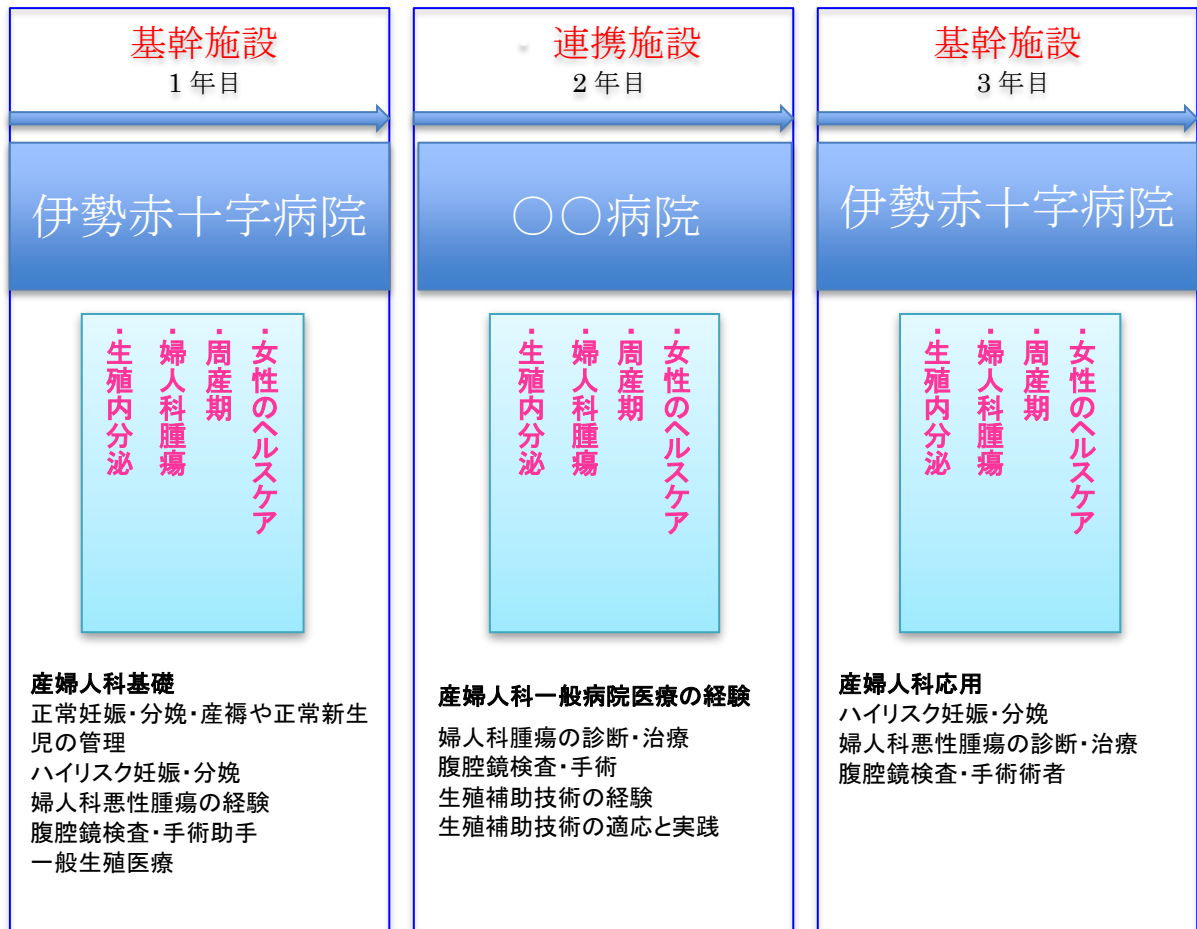 基幹施設
1 年目
伊勢赤十字病院
・女性のヘルスケア
・周産期
・婦人科腫瘍
・生殖内分泌
産婦人科基礎
正常妊娠・分娩・産褥や正常新生
児の管理
ハイリスク妊娠・分娩
婦人科悪性腫瘍の経験
腹腔鏡検査・手術助手
一般生殖医療
連携施設
2 年目
○○病院
・女性のヘルスケア
・周産期
・婦人科腫瘍
・生殖内分泌
産婦人科一般病院医療の経験
婦人科腫瘍の診断・治療
腹腔鏡検査・手術
生殖補助技術の経験
生殖補助技術の適応と実践
基幹施設
3 年目
伊勢赤十字病院
・女性のヘルスケア
・周産期
・婦人科腫瘍
・生殖内分泌
産婦人科応用
ハイリスク妊娠・分娩
婦人科悪性腫瘍の診断・治療
腹腔鏡検査・手術術者